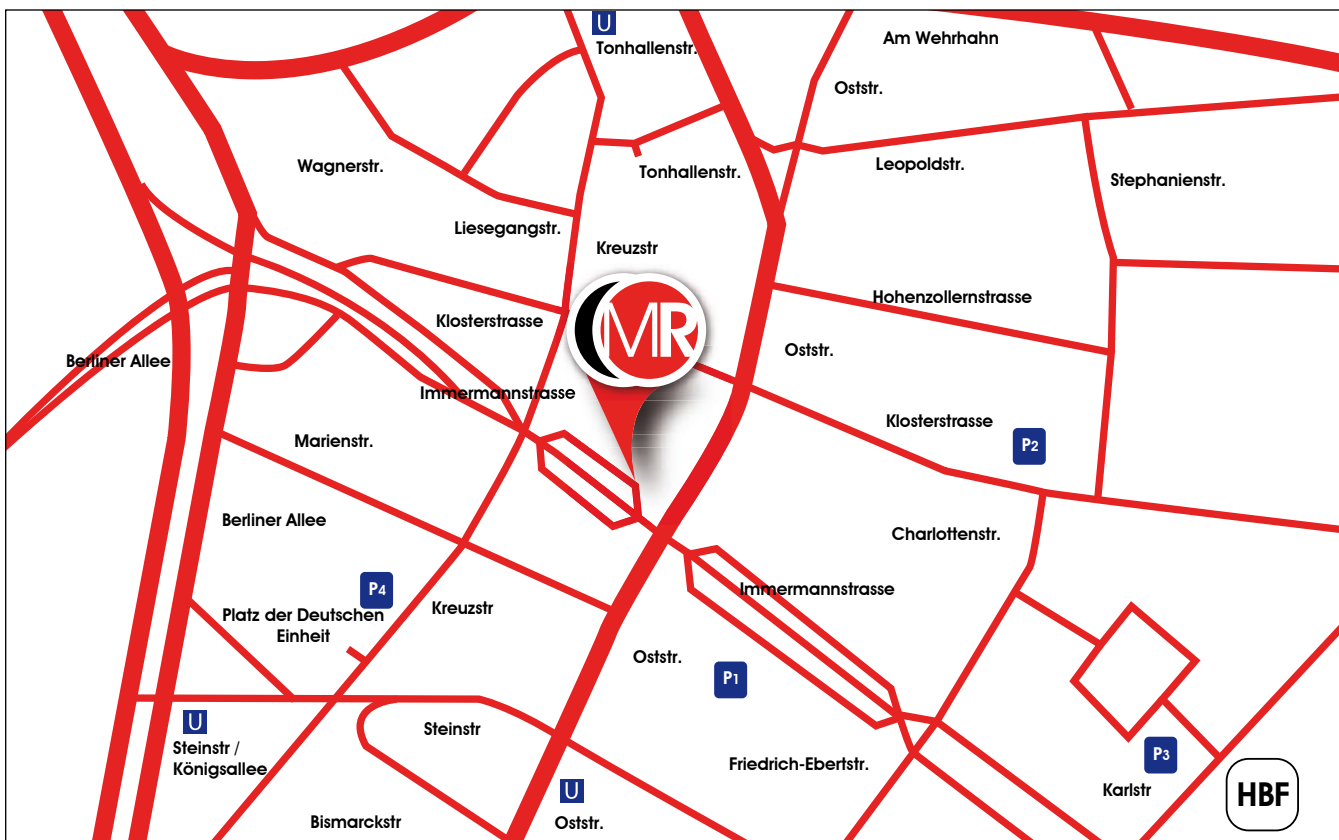 U
Tonhallenstr.
Am Wehrhahn
Oststr.
Wagnerstr.
Tonhallenstr.
Leopoldstr.
Stephanienstr.
Liesegangstr.
Kreuzstr
Hohenzollernstrasse
Klosterstrasse
MR
Oststr.
Berliner Allee
Immermannstrasse
Klosterstrasse
Marienstr.
P2
Berliner Allee
Charlottenstr.
P4
Immermannstrasse
Kreuzstr
Platz der Deutschen
Einheit
Oststr.
P1
U
Steinstr /
Königsallee
Steinstr
Friedrich-Ebertstr.
P3
Karlstr
HBF
U
Oststr.
Bismarckstr